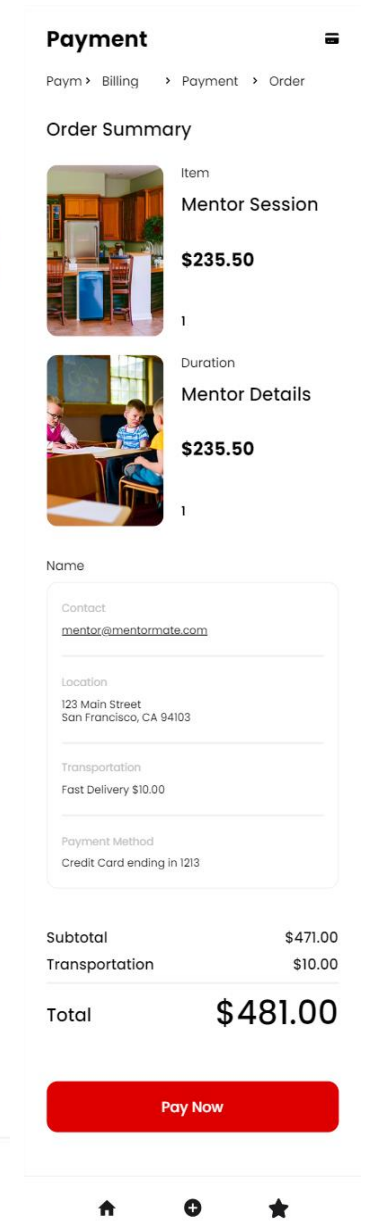 Payment
Paym > Billing > Payment > Order
Order Summary
Item
Mentor Session
$235.50
1
Duration
Mentor Details
$235.50
1
Name
Contact
mentor@mentormate.com
Location
123 Main Street
San Francisco, CA 94103
Transportation
Fast Delivery $10.00
Payment Method
Credit Card ending in 1213
Subtotal $471.00
Transportation $10.00
Total $481.00
Pay Now